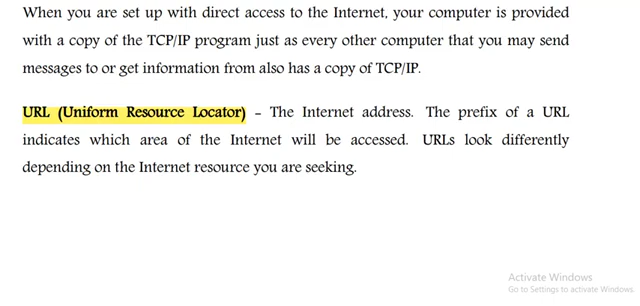 When you are set up with direct access to the Internet, your computer is provided
with a copy of the TCP/IP program just as every other computer that you may send
messages to or get information from also has a copy of TCP/IP.
URL (Uniform Resource Locator) – The Internet address. The prefix of a URL
indicates which area of the Internet will be accessed. URLs look differently
depending on the Internet resource you are seeking.
Activate Windows
Go to Settings to activate Windows.